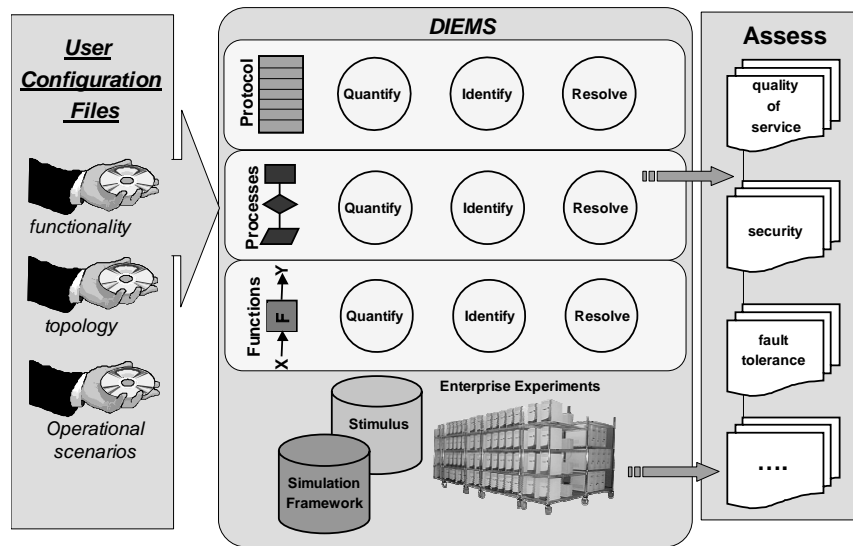 User
Configuration
Files
functionality
topology
Operational
scenarios
DIEMS
Protocol
Quantify
Identify
Resolve
Processes
Quantify
Identify
Resolve
Functions
X
F
Y
Quantify
Identify
Resolve
Enterprise Experiments
Stimulus
Simulation
Framework
Assess
quality
of
service
security
fault
tolerance
....